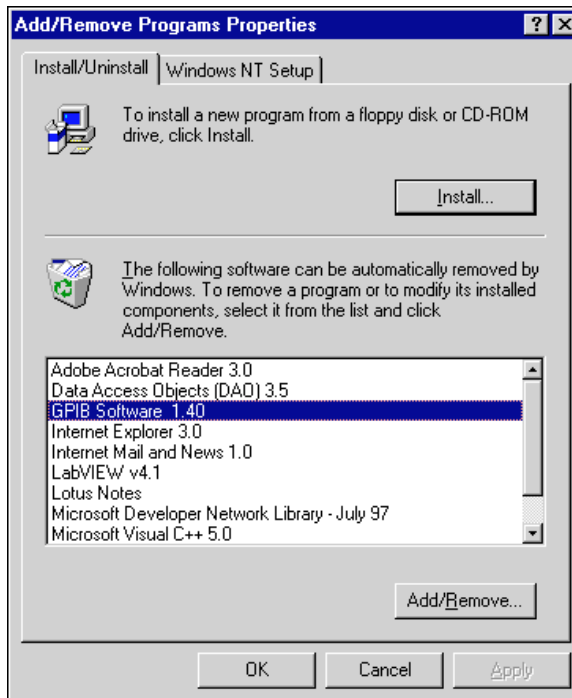 Add/Remove Programs Properties
Install/Uninstall
Windows NT Setup
To install a new program from a floppy disk or CD-ROM
drive, click Install.
Install...
The following software can be automatically removed by
Windows. To remove a program or to modify its installed
components, select it from the list and click
Add/Remove.
Adobe Acrobat Reader 3.0
Data Access Objects (DAO) 3.5
GPIB Software 1.40
Internet Explorer 3.0
Internet Mail and News 1.0
LabVIEW v4.1
Lotus Notes
Microsoft Developer Network Library - July 97
Microsoft Visual C++ 5.0
Add/Remove...
OK
Cancel
Apply